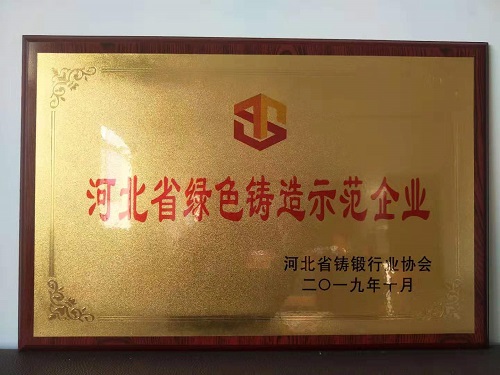 河北省绿色铸造示范企业
河北省铸锻行业协会
二〇一九年十月